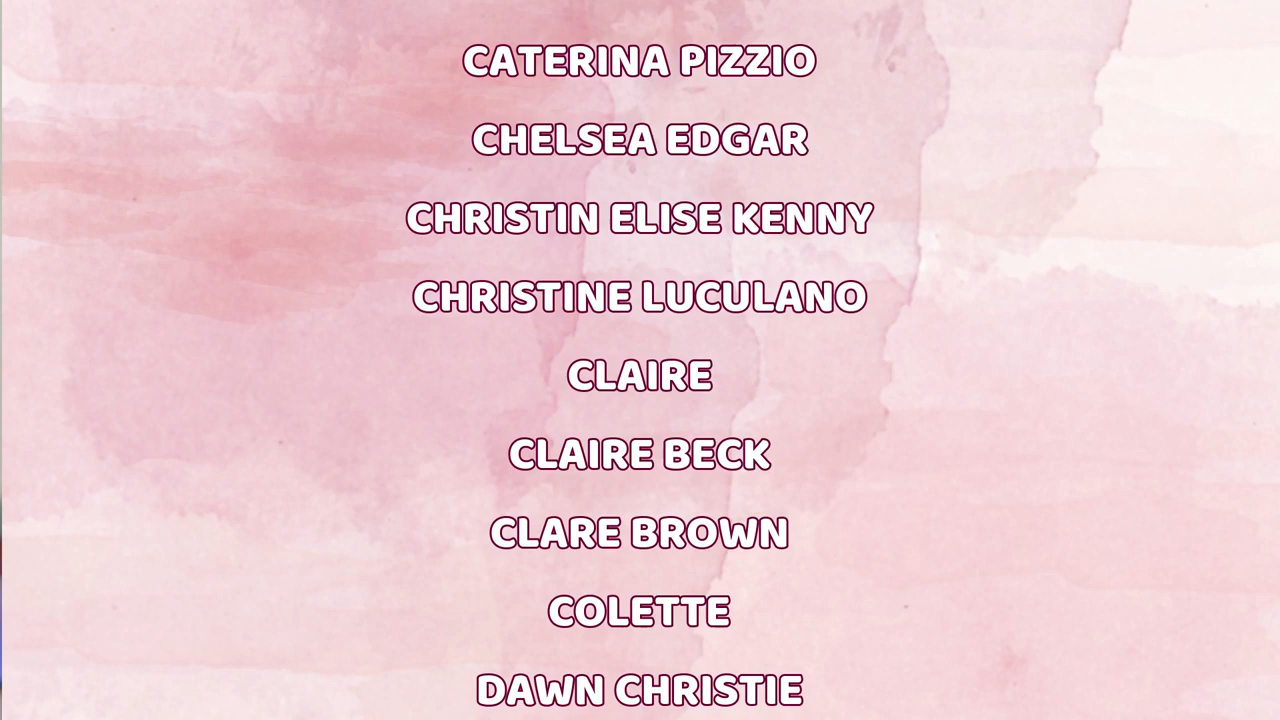 CATERINA PIZZIO
CHELSEA EDGAR
CHRISTIN ELISE KENNY
CHRISTINE LUCULANO
CLAIRE
CLAIRE BECK
CLARE BROWN
COLETTE
DAWN CHRISTIE